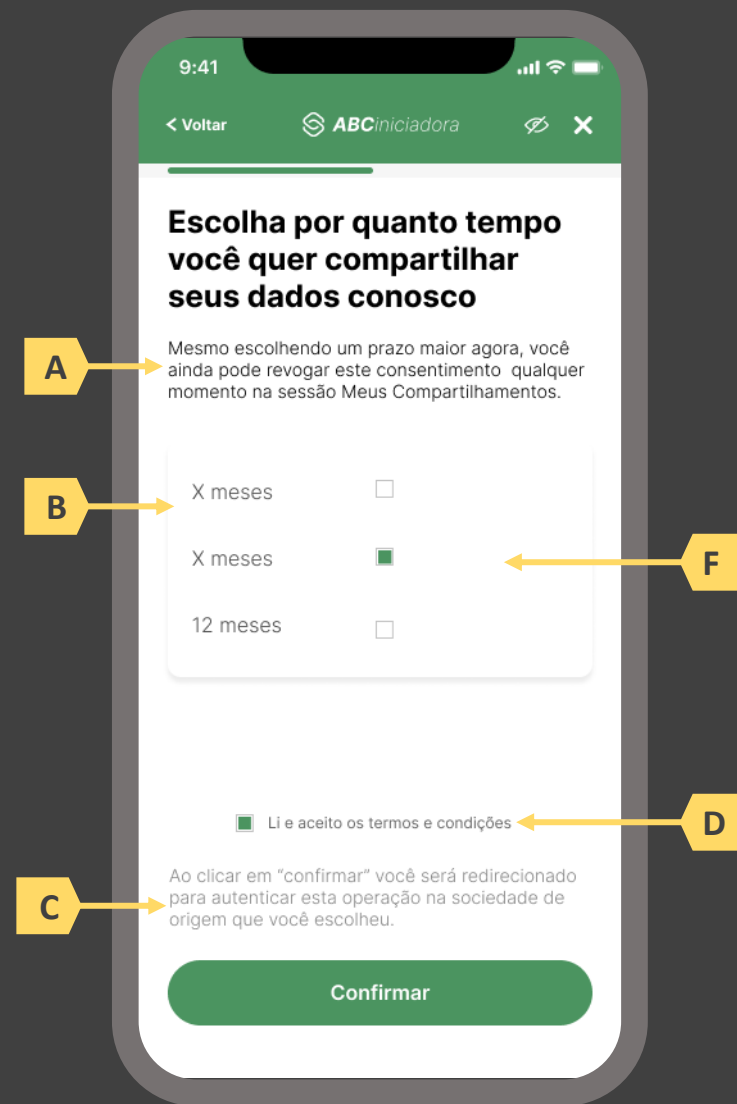 9:41
< Voltar ABCiniciadora
Escolha por quanto tempo
você quer compartilhar
seus dados conosco
A
Mesmo escolhendo um prazo maior agora, você
ainda pode revogar este consentimento  qualquer
momento na sessão Meus Compartilhamentos.
B
X meses
X meses
F
12 meses
Li e aceito os termos e condições
D
C
Ao clicar em “confirmar” você será redirecionado
para autenticar esta operação na sociedade de
origem que você escolheu.
Confirmar